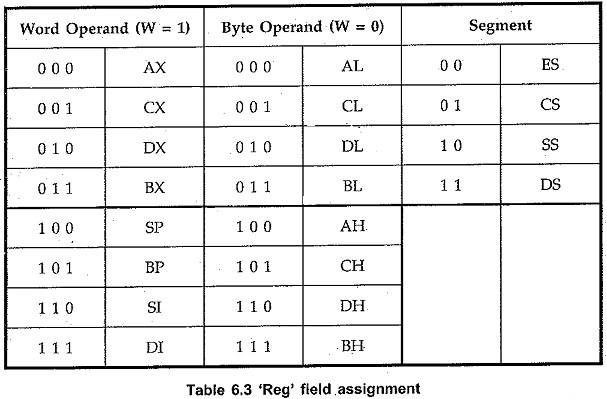 Word Operand (W = 1) Byte Operand (W = 0) Segment
0 0 0 AX 0 0 0 AL 0 0 ES
0 0 1 CX 0 0 1 CL 0 1 CS
0 1 0 DX 0 1 0 DL 1 0 SS
0 1 1 BX 0 1 1 BL 1 1 DS
1 0 0 SP 1 0 0 AH
1 0 1 BP 1 0 1 CH
1 1 0 SI 1 1 0 DH
1 1 1 DI 1 1 1 BH
Table 6.3 'Reg' field assignment